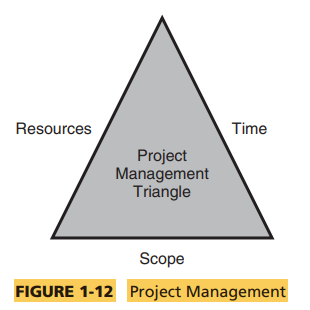 Resources
Time
Project
Management
Triangle
Scope
FIGURE 1-12 Project Management